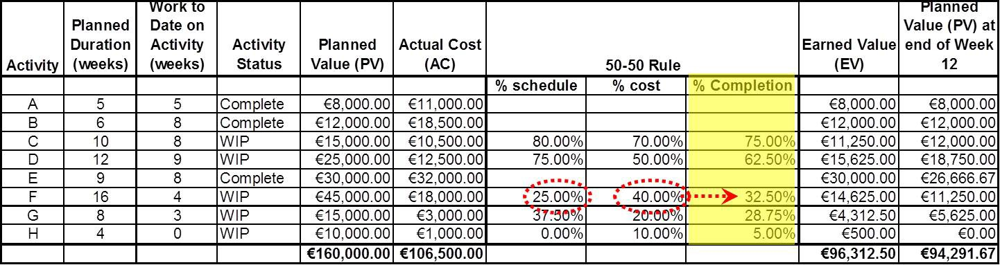 Activity Planned Duration (weeks) Work to Date on Activity (weeks) Activity Status Planned Value (PV) Actual Cost (AC) 50-50 Rule Earned Value (EV) Planned Value (PV) at end of Week 12
% schedule % cost % Completion
A 5 5 Complete €8,000.00 €11,000.00 €8,000.00 €8,000.00
B 6 8 Complete €12,000.00 €18,500.00 €12,000.00 €12,000.00
C 10 8 WIP €15,000.00 €10,500.00 80.00% 70.00% 75.00% €11,250.00 €12,000.00
D 12 9 WIP €25,000.00 €12,500.00 75.00% 50.00% 62.50% €15,625.00 €18,750.00
E 9 8 Complete €30,000.00 €32,000.00 €30,000.00 €26,666.67
F 16 4 WIP €45,000.00 €18,000.00 25.00% 40.00% 32.50% €14,625.00 €11,250.00
G 8 3 WIP €15,000.00 €3,000.00 37.50% 20.00% 28.75% €4,312.50 €5,625.00
H 4 0 WIP €10,000.00 €1,000.00 0.00% 10.00% 5.00% €500.00 €0.00
€160,000.00 €106,500.00 €96,312.50 €94,291.67